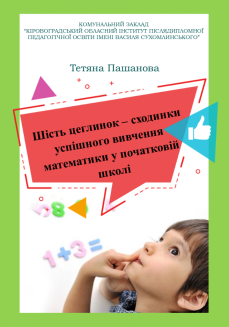 КОМУНАЛЬНИЙ ЗАКЛАД
"КІРОВОГРАДСЬКИЙ ОБЛАСНИЙ ІНСТИТУТ ПІСЛЯДИПЛОМНОЇ
ПЕДАГОГІЧНОЇ ОСВІТИ ІМЕНІ ВАСИЛЯ СУХОМЛИНСЬКОГО"
Тетяна Пашанова
Шість цеглинок – сходинки
успішного вивчення
математики у початковій
школі
58
1+3=